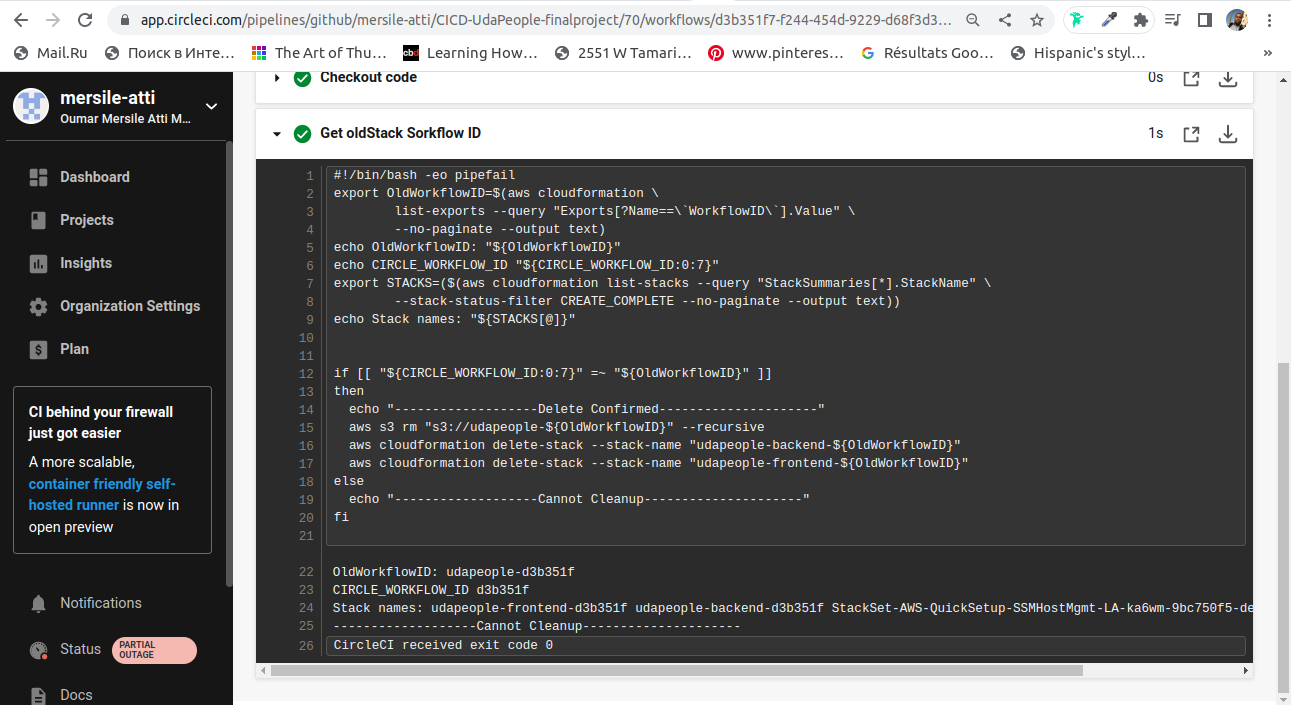 app.circleci.com/pipelines/github/mersile-atti/CICD-UdaPeople-finalproject/70/workflows/d3b351f7-f244-454d-9229-d68f3d3...
Mail.Ru
Поиск в Инте...
The Art of Thu...
cbd
Learning How...
2551 W Tamari...
www.pinteres...
Résultats Goo...
Hispanic's styl...
»
mersile-atti
Oumar Mersile Atti M...
Dashboard
Projects
Insights
Organization Settings
Plan
CI behind your firewall
just got easier
A more scalable,
container friendly self-
hosted runner is now in
open preview
Notifications
Status
PARTIAL
OUTAGE
Docs
Checkout code
0s
Get oldStack Sorkflow ID
1s
1 #!/bin/bash -eo pipefail
2 export OldWorkflowID=$(aws cloudformation \
3 list-exports --query "Exports[?Name==\`WorkflowID\`].Value" \
4 --no-paginate --output text)
5 echo OldWorkflowID: "${OldWorkflowID}"
6 echo CIRCLE_WORKFLOW_ID "${CIRCLE_WORKFLOW_ID:0:7}"
7 export STACKS=($(aws cloudformation list-stacks --query "StackSummaries[*].StackName" \
8 --stack-status-filter CREATE_COMPLETE --no-paginate --output text))
9 echo Stack names: "${STACKS[@]}"
10
11
12 if [[ "${CIRCLE_WORKFLOW_ID:0:7}" =~ "${OldWorkflowID}" ]]
13 then
14 echo "-------------------Delete Confirmed---------------------"
15 aws s3 rm "s3://udapeople-${OldWorkflowID}" --recursive
16 aws cloudformation delete-stack --stack-name "udapeople-backend-${OldWorkflowID}"
17 aws cloudformation delete-stack --stack-name "udapeople-frontend-${OldWorkflowID}"
18 else
19 echo "-------------------Cannot Cleanup---------------------"
20 fi
21
22 OldWorkflowID: udapeople-d3b351f
23 CIRCLE_WORKFLOW_ID d3b351f
24 Stack names: udapeople-frontend-d3b351f udapeople-backend-d3b351f StackSet-AWS-QuickSetup-SSMHostMgmt-LA-ka6wm-9bc750f5-de
25 -------------------Cannot Cleanup---------------------
26 CircleCI received exit code 0